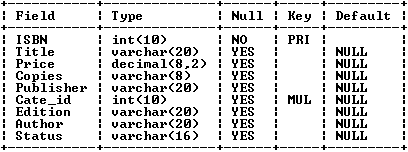 +-----------+--------------+------+-----+---------+
| Field | Type | Null | Key | Default |
+-----------+--------------+------+-----+---------+
| ISBN | int(10) | NO | PRI | |
| Title | varchar(20) | YES | | NULL |
| Price | decimal(8,2) | YES | | NULL |
| Copies | varchar(8) | YES | | NULL |
| Publisher | varchar(20) | YES | | NULL |
| Cate_id | int(10) | YES | MUL | NULL |
| Edition | varchar(20) | YES | | NULL |
| Author | varchar(20) | YES | | NULL |
| Status | varchar(16) | YES | | NULL |
+-----------+--------------+------+-----+---------+